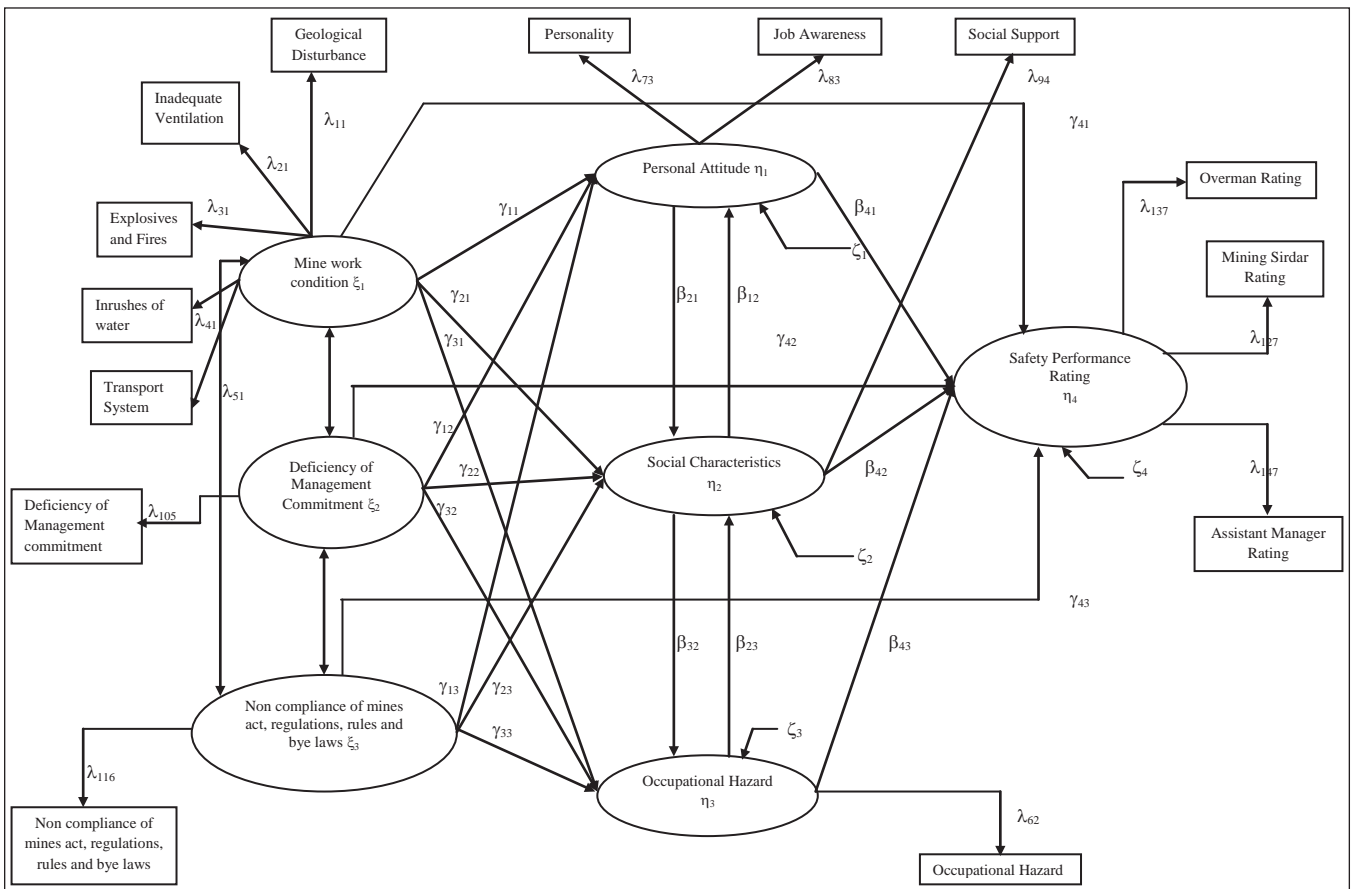 Geological
Disturbance
Personality
Job Awareness
Social Support
λ73
λ83
λ94
Inadequate
Ventilation
λ11
γ41
λ21
Personal Attitude η1
Overman Rating
Explosives
and Fires
λ31
γ11
β41
λ137
Mine work
condition ξ1
ζ1
Mining Sirdar
Rating
Inrushes of
water
λ41
γ21
β21
β12
γ31
γ42
λ127
Safety Performance
Rating
η4
Transport
System
λ51
γ12
Deficiency of
Management
Commitment ξ2
γ22
Social Characteristics
η2
β42
ζ4
λ147
Deficiency of
Management
commitment
λ105
γ32
Assistant Manager
Rating
ζ2
γ43
β32
β23
β43
γ13
γ23
Non compliance of mines
act, regulations, rules and
bye laws ξ3
γ33
ζ3
λ116
Occupational Hazard
η3
λ62
Non compliance of
mines act, regulations,
rules and bye laws
Occupational Hazard